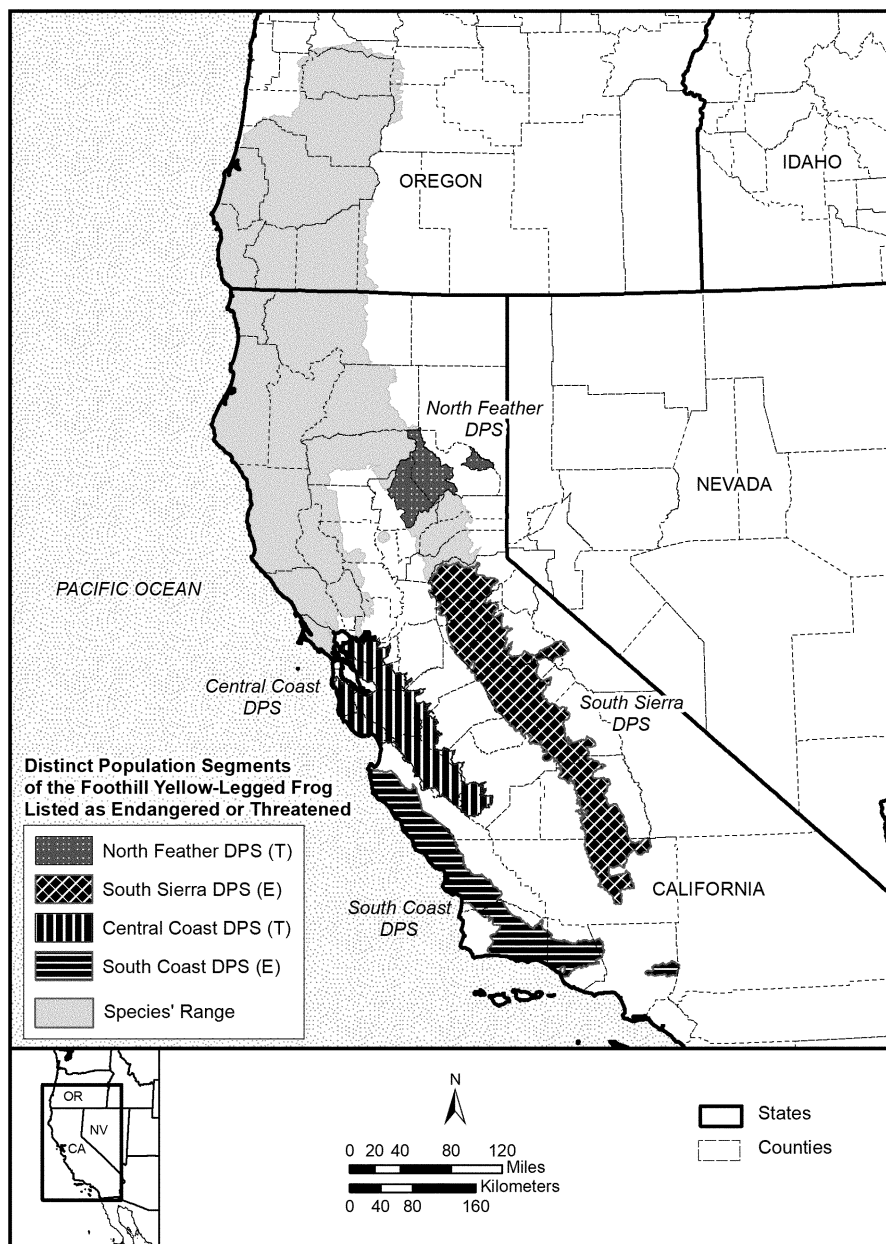 OREGON
IDAHO
North Feather
DPS
NEVADA
PACIFIC OCEAN
Central Coast
DPS
South Sierra
DPS
Distinct Population Segments
of the Foothill Yellow-Legged Frog
Listed as Endangered or Threatened
North Feather DPS (T)
South Sierra DPS (E)
Central Coast DPS (T)
South Coast DPS (E)
Species' Range
CALIFORNIA
South Coast
DPS
OR
NV
CA
N
0 20 40 80 120
Miles
Kilometers
0 40 80 160
States
Counties